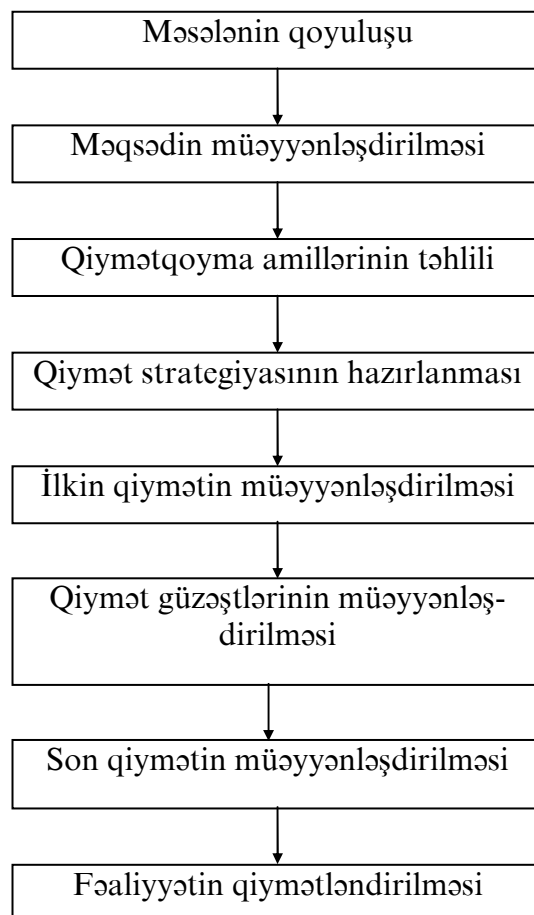 Məsələnin qoyuluşu
Məqsədin müəyyənləşdirilməsi
Qiymətqoyma amillərinin təhlili
Qiymət strategiyasının hazırlanması
İlkin qiymətin müəyyənləşdirilməsi
Qiymət güzəştlərinin müəyyənləş-
dirilməsi
Son qiymətin müəyyənləşdirilməsi
Fəaliyyətin qiymətləndirilməsi